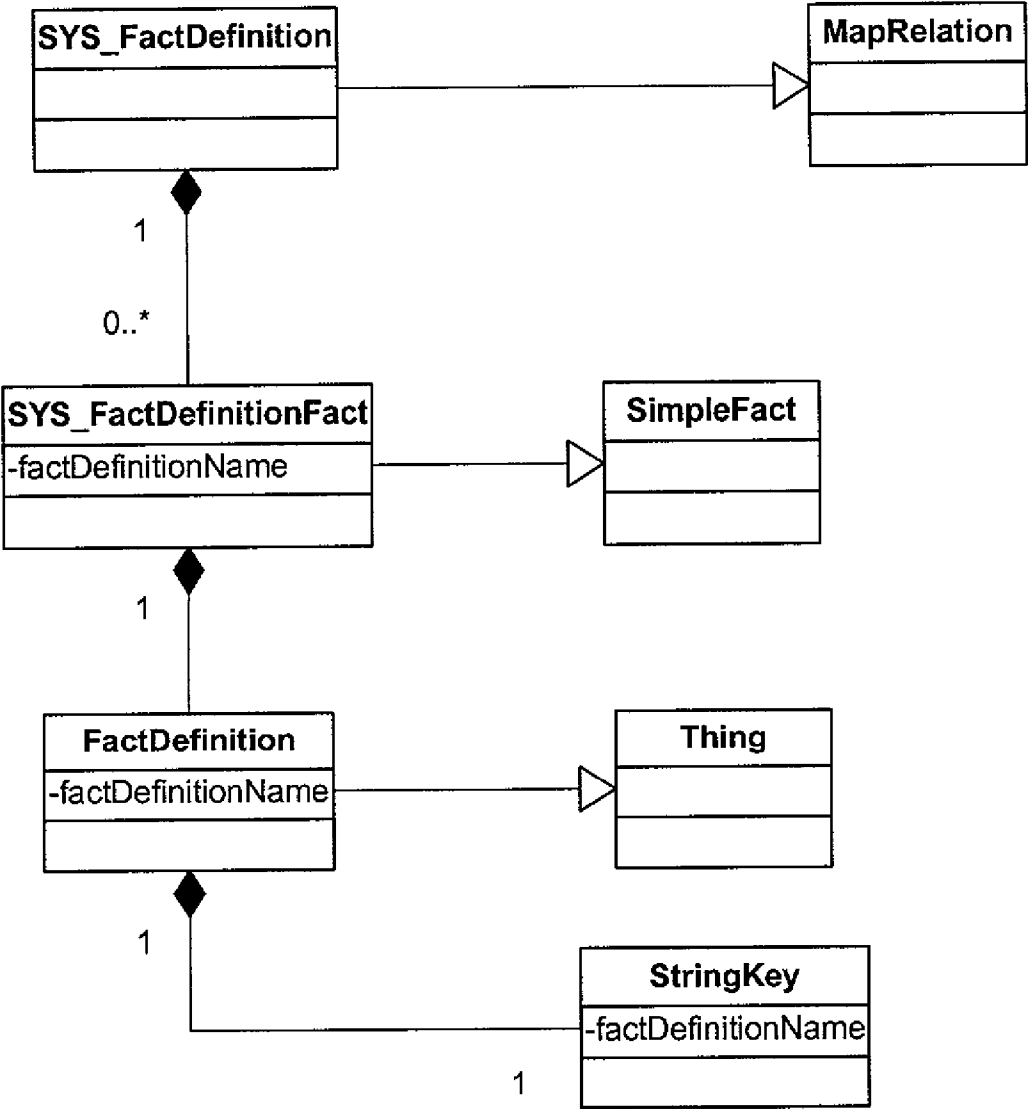 SYS_FactDefinition
MapRelation
1
0..*
SYS_FactDefinitionFact
-factDefinitionName
SimpleFact
1
FactDefinition
-factDefinitionName
Thing
1
StringKey
-factDefinitionName
1